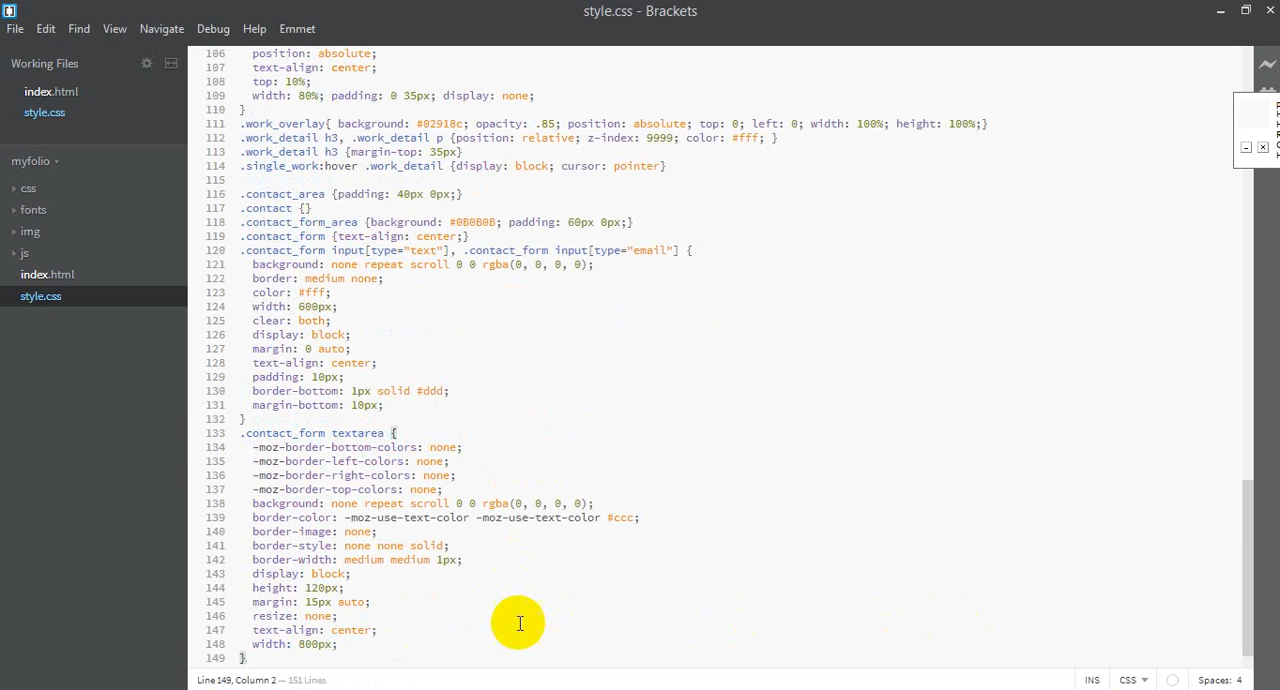 style.css - Brackets
File Edit Find View Navigate Debug Help Emmet
Working Files
index.html
style.css
myfolio
css
fonts
img
js
index.html
style.css
106 position: absolute;
107 text-align: center;
108 top: 10%;
109 width: 80%; padding: 0 35px; display: none;
110 }
111 .work_overlay{ background: #02918c; opacity: .85; position: absolute; top: 0; left: 0; width: 100%; height: 100%;}
112 .work_detail h3, .work_detail p {position: relative; z-index: 9999; color: #fff; }
113 .work_detail h3 {margin-top: 35px}
114 .single_work:hover .work_detail {display: block; cursor: pointer}
115
116 .contact_area {padding: 40px 0px;}
117 .contact {}
118 .contact_form_area {background: #0B0B0B; padding: 60px 0px;}
119 .contact_form {text-align: center;}
120 .contact_form input[type="text"], .contact_form input[type="email"] {
121 background: none repeat scroll 0 0 rgba(0, 0, 0, 0);
122 border: medium none;
123 color: #fff;
124 width: 600px;
125 clear: both;
126 display: block;
127 margin: 0 auto;
128 text-align: center;
129 padding: 10px;
130 border-bottom: 1px solid #ddd;
131 margin-bottom: 10px;
132 }
133 .contact_form textarea {
134 -moz-border-bottom-colors: none;
135 -moz-border-left-colors: none;
136 -moz-border-right-colors: none;
137 -moz-border-top-colors: none;
138 background: none repeat scroll 0 0 rgba(0, 0, 0, 0);
139 border-color: -moz-use-text-color -moz-use-text-color #ccc;
140 border-image: none;
141 border-style: none none solid;
142 border-width: medium medium 1px;
143 display: block;
144 height: 120px;
145 margin: 15px auto;
146 resize: none;
147 text-align: center;
148 width: 800px;
149 }
Line 149, Column 2 — 151 Lines
INS CSS Spaces: 4